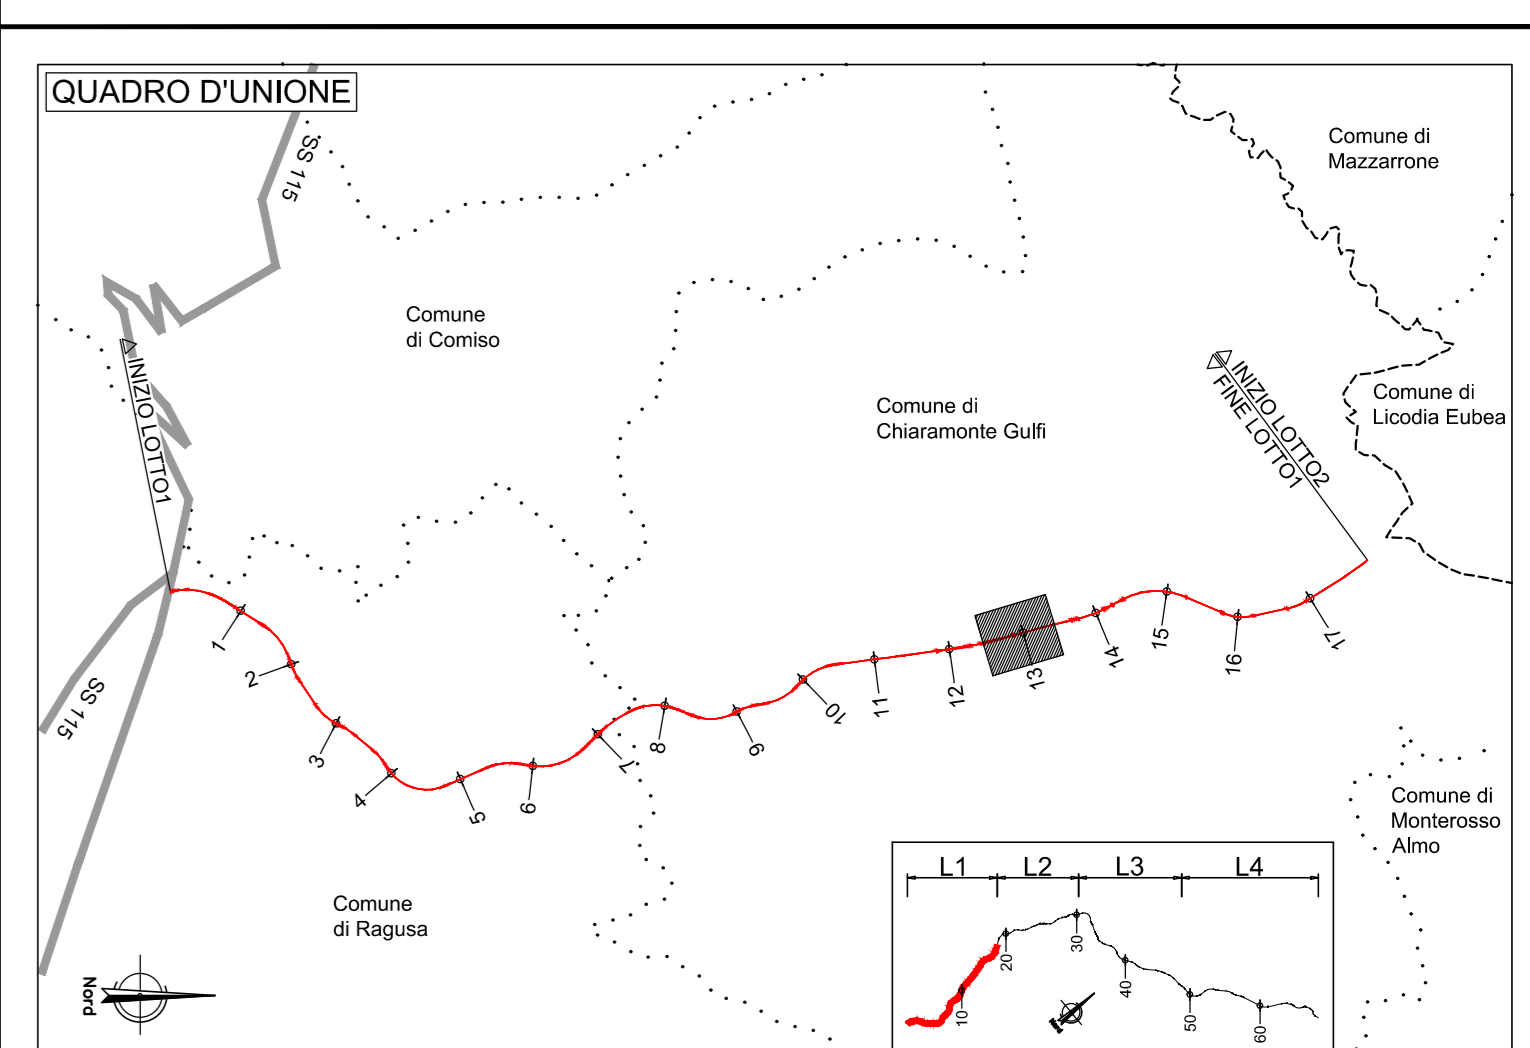 QUADRO D'UNIONE
SS 115
Comune di
Mazzarrone
Comune
di Comiso
INIZIO LOTTO1
Comune di
Chiaramonte Gulfi
INIZIO LOTTO2
FINE LOTTO1
Comune di
Licodia Eubea
1
2
3
4
5
6
7
8
9
10
11
12
13
14
15
16
17
SS 115
Comune di
Monterosso
Almo
Comune
di Ragusa
Nord
L1
L2
L3
L4
10
20
30
40
50
60